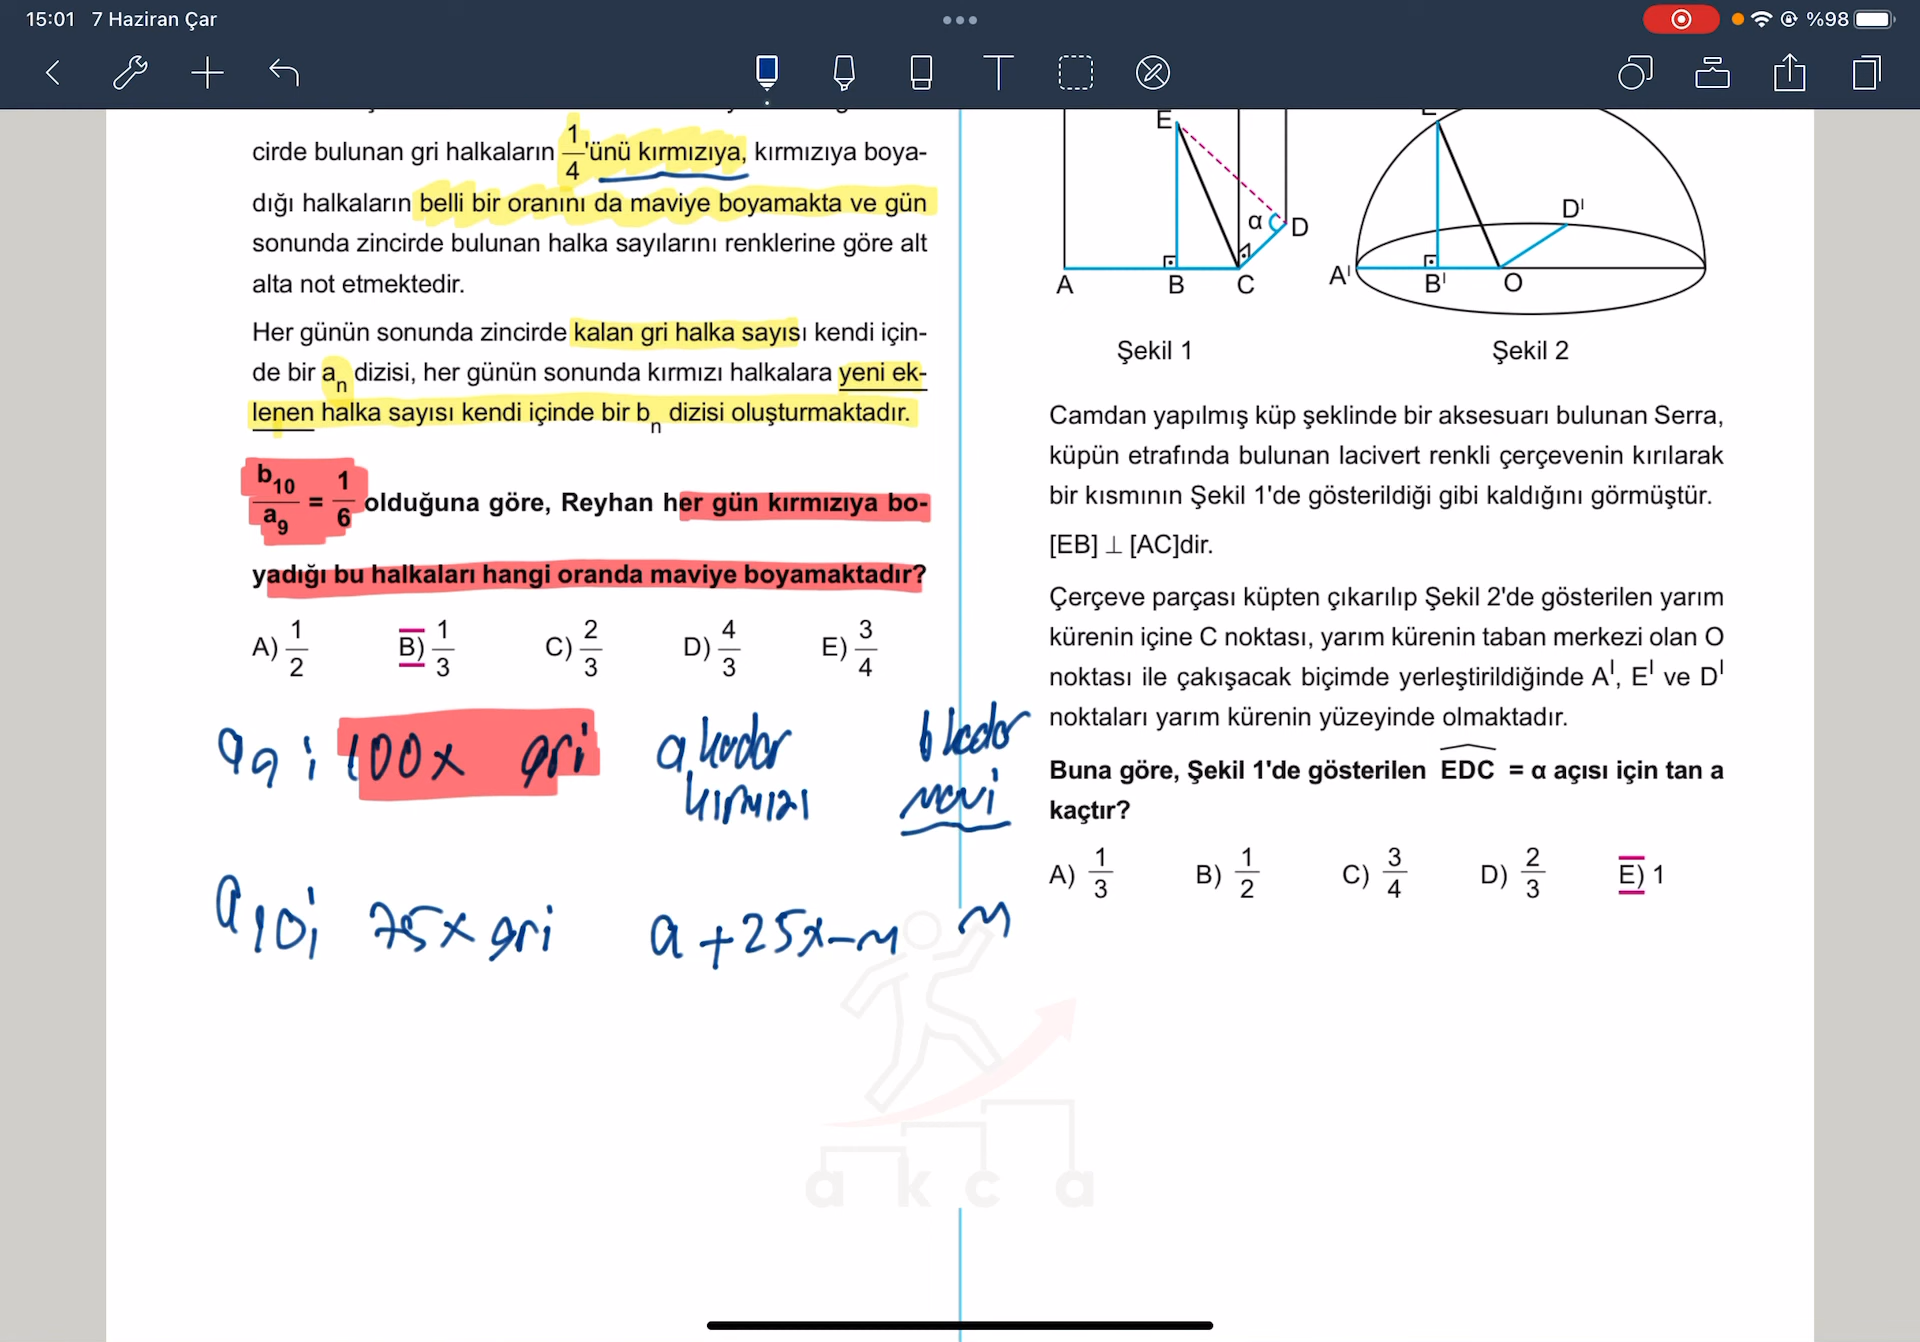 15:01 7 Haziran Çar
%98
cirde bulunan gri halkaların 1/4'ünü kırmızıya, kırmızıya boya-
dığı halkaların belli bir oranını da maviye boyamakta ve gün
sonunda zincirde bulunan halka sayılarını renklerine göre alt
alta not etmektedir.
Her günün sonunda zincirde kalan gri halka sayısı kendi için-
de bir aₙ dizisi, her günün sonunda kırmızı halkalara yeni ek-
lenen halka sayısı kendi içinde bir bₙ dizisi oluşturmaktadır.
b₁₀/a₉ = 1/6 olduğuna göre, Reyhan her gün kırmızıya bo-
yadığı bu halkaları hangi oranda maviye boyamaktadır?
A) 1/2 B) 1/3 C) 2/3 D) 4/3 E) 3/4
a₉ ; 100x gri a kadar kırmızı b kadar mavi
a₁₀; 75x gri a + 25x - m m
E
α
D
A B C
Şekil 1
D'
A' B' O
Şekil 2
Camdan yapılmış küp şeklinde bir aksesuarı bulunan Serra,
küpün etrafında bulunan lacivert renkli çerçevenin kırılarak
bir kısmının Şekil 1'de gösterildiği gibi kaldığını görmüştür.
[EB] ⊥ [AC]dir.
Çerçeve parçası küpten çıkarılıp Şekil 2'de gösterilen yarım
kürenin içine C noktası, yarım kürenin taban merkezi olan O
noktası ile çakışacak biçimde yerleştirildiğinde A', E' ve D'
noktaları yarım kürenin yüzeyinde olmaktadır.
Buna göre, Şekil 1'de gösterilen EDC = α açısı için tan a
kaçtır?
A) 1/3 B) 1/2 C) 3/4 D) 2/3 E) 1
akca